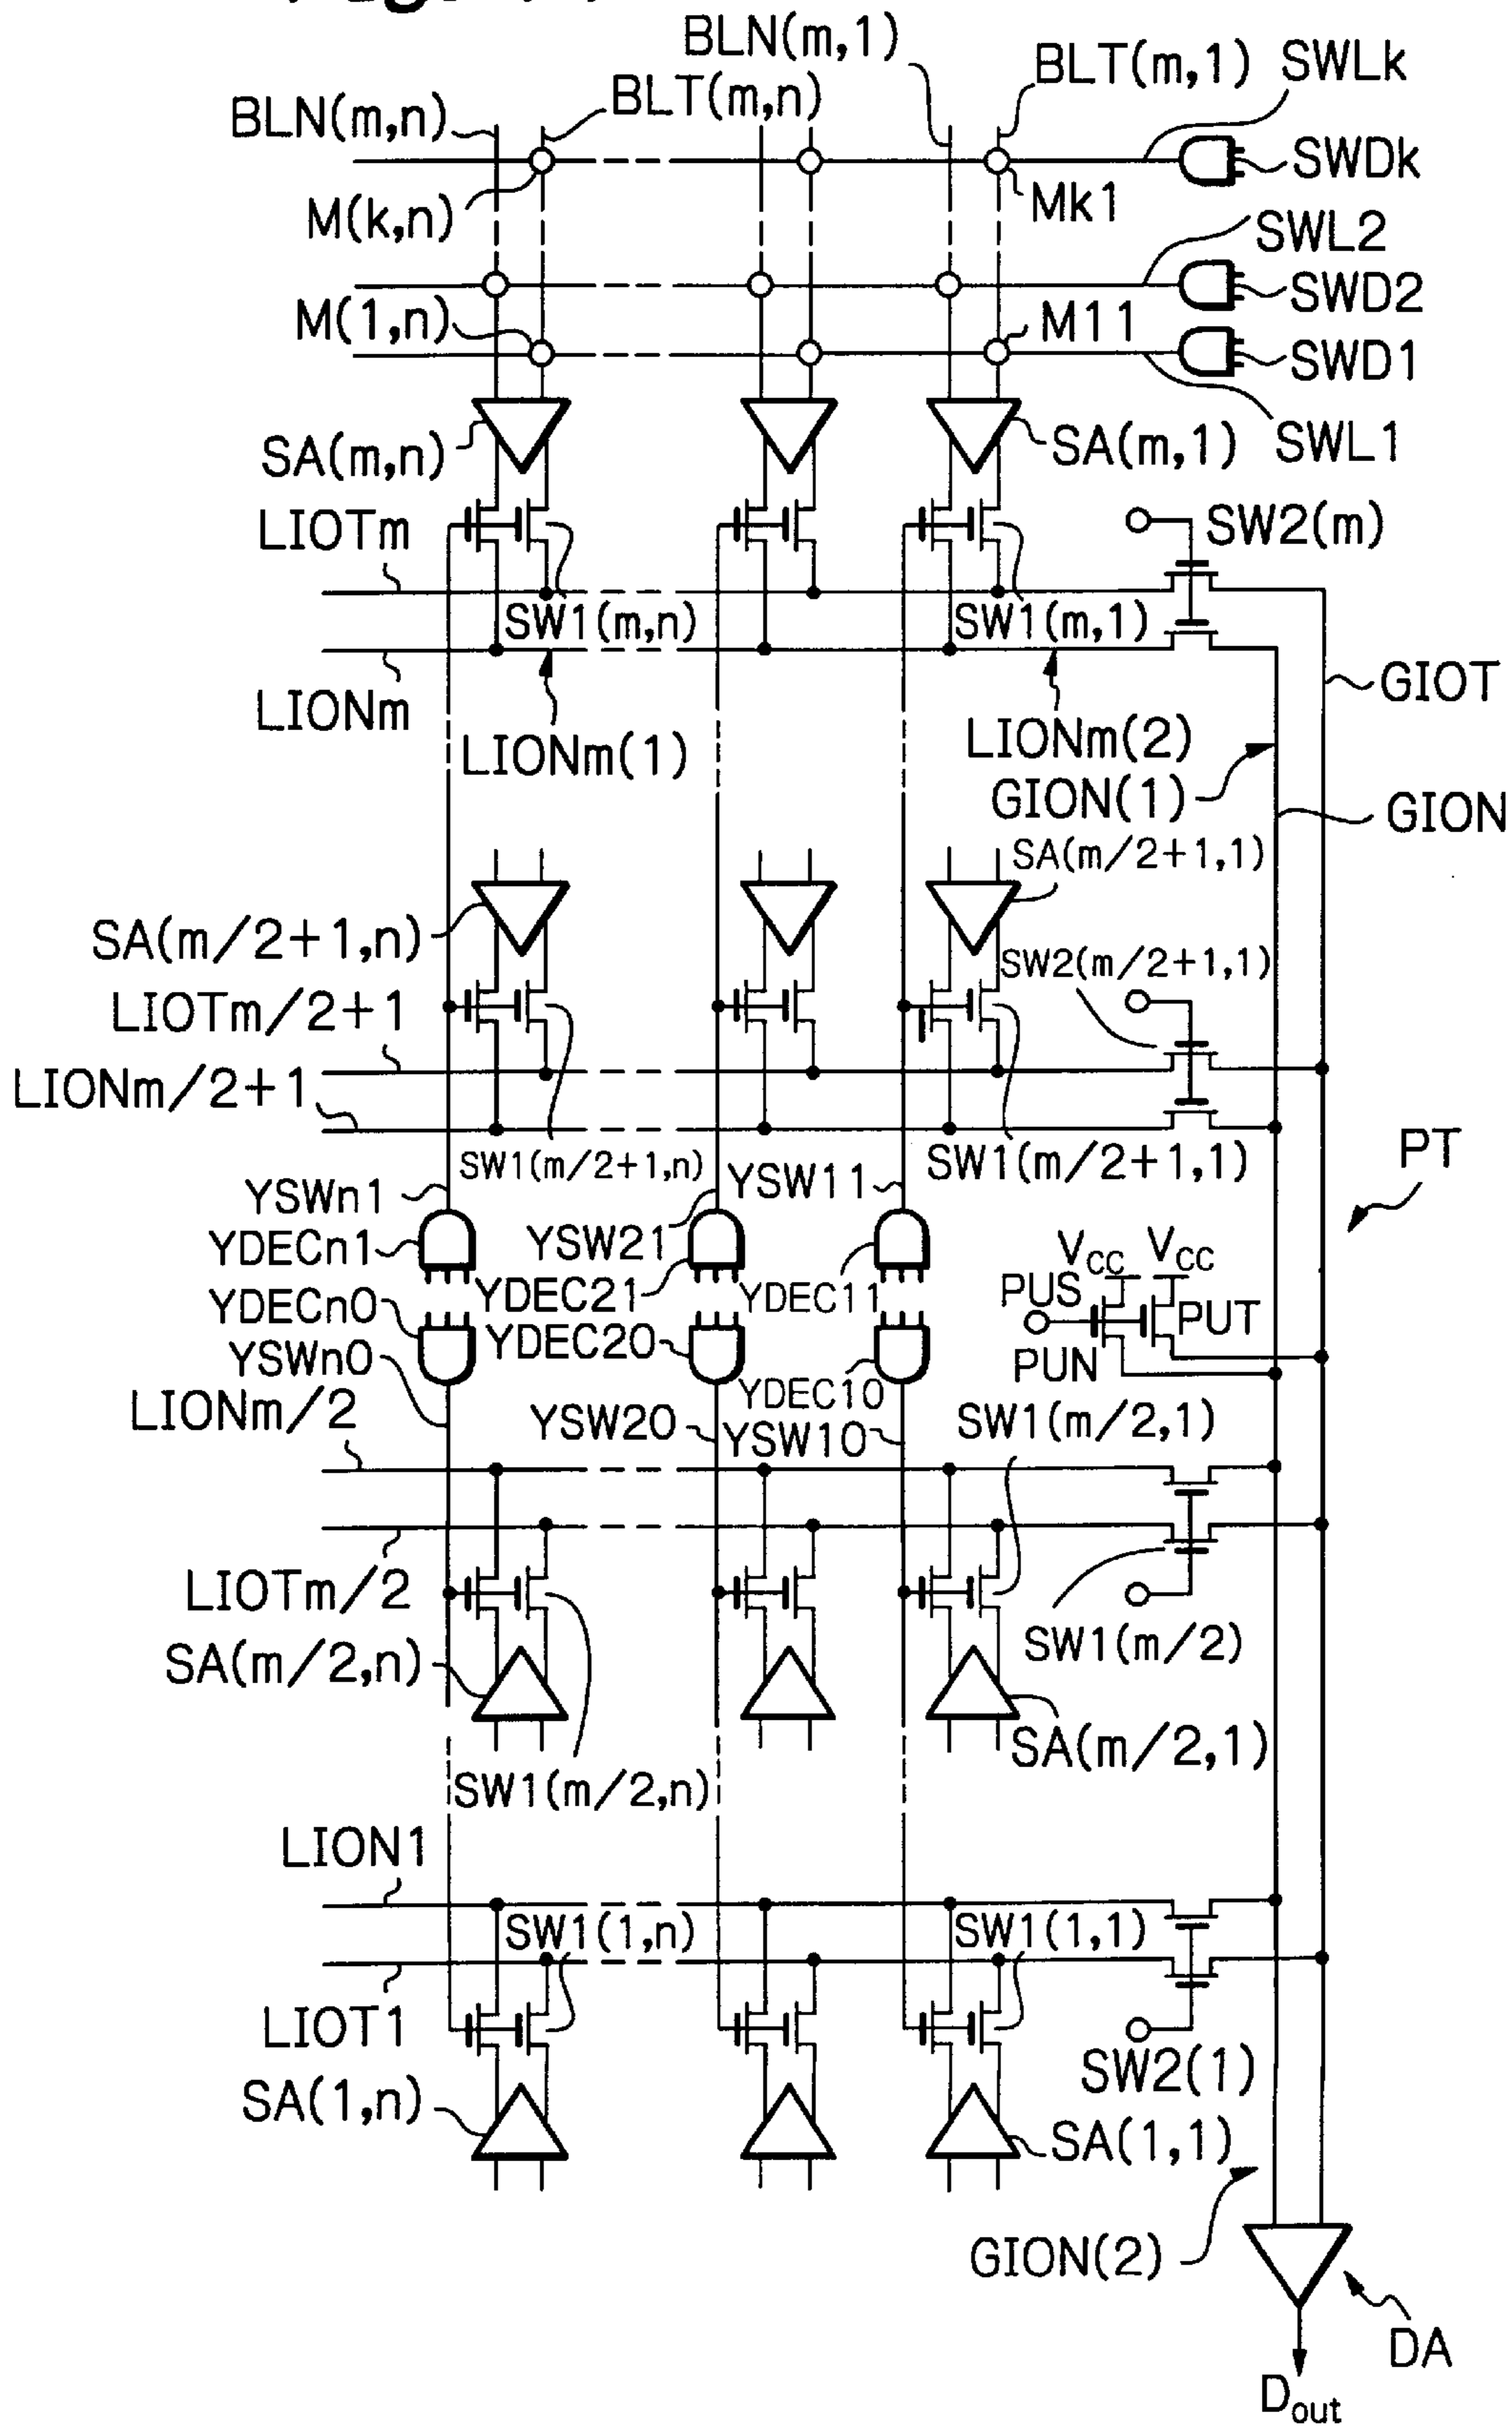 BLN(m,1)
BLT(m,1) SWLk
BLN(m,n) BLT(m,n)
SWDk
M(k,n) Mk1
SWL2
SWD2
M(1,n) M11
SWD1
SA(m,n) SA(m,1) SWL1
LIOTm SW2(m)
SW1(m,n) SW1(m,1)
LIONm GIOT
LIONm(1) LIONm(2)
GION(1) GION
SA(m/2+1,1)
SA(m/2+1,n)
SW2(m/2+1,1)
LIOTm/2+1
LIONm/2+1
SW1(m/2+1,n) SW1(m/2+1,1) PT
YSWn1 YSW11
YDECn1 YSW21 VCC VCC
YDECn0 YDEC21 YDEC11 PUS
YSWn0 YDEC20 PUT
PUN
LIONm/2 YDEC10
YSW20 YSW10 SW1(m/2,1)
LIOTm/2
SW1(m/2)
SA(m/2,n)
SA(m/2,1)
SW1(m/2,n)
LION1
SW1(1,n) SW1(1,1)
LIOT1
SW2(1)
SA(1,n)
SA(1,1)
GION(2)
DA
Dout